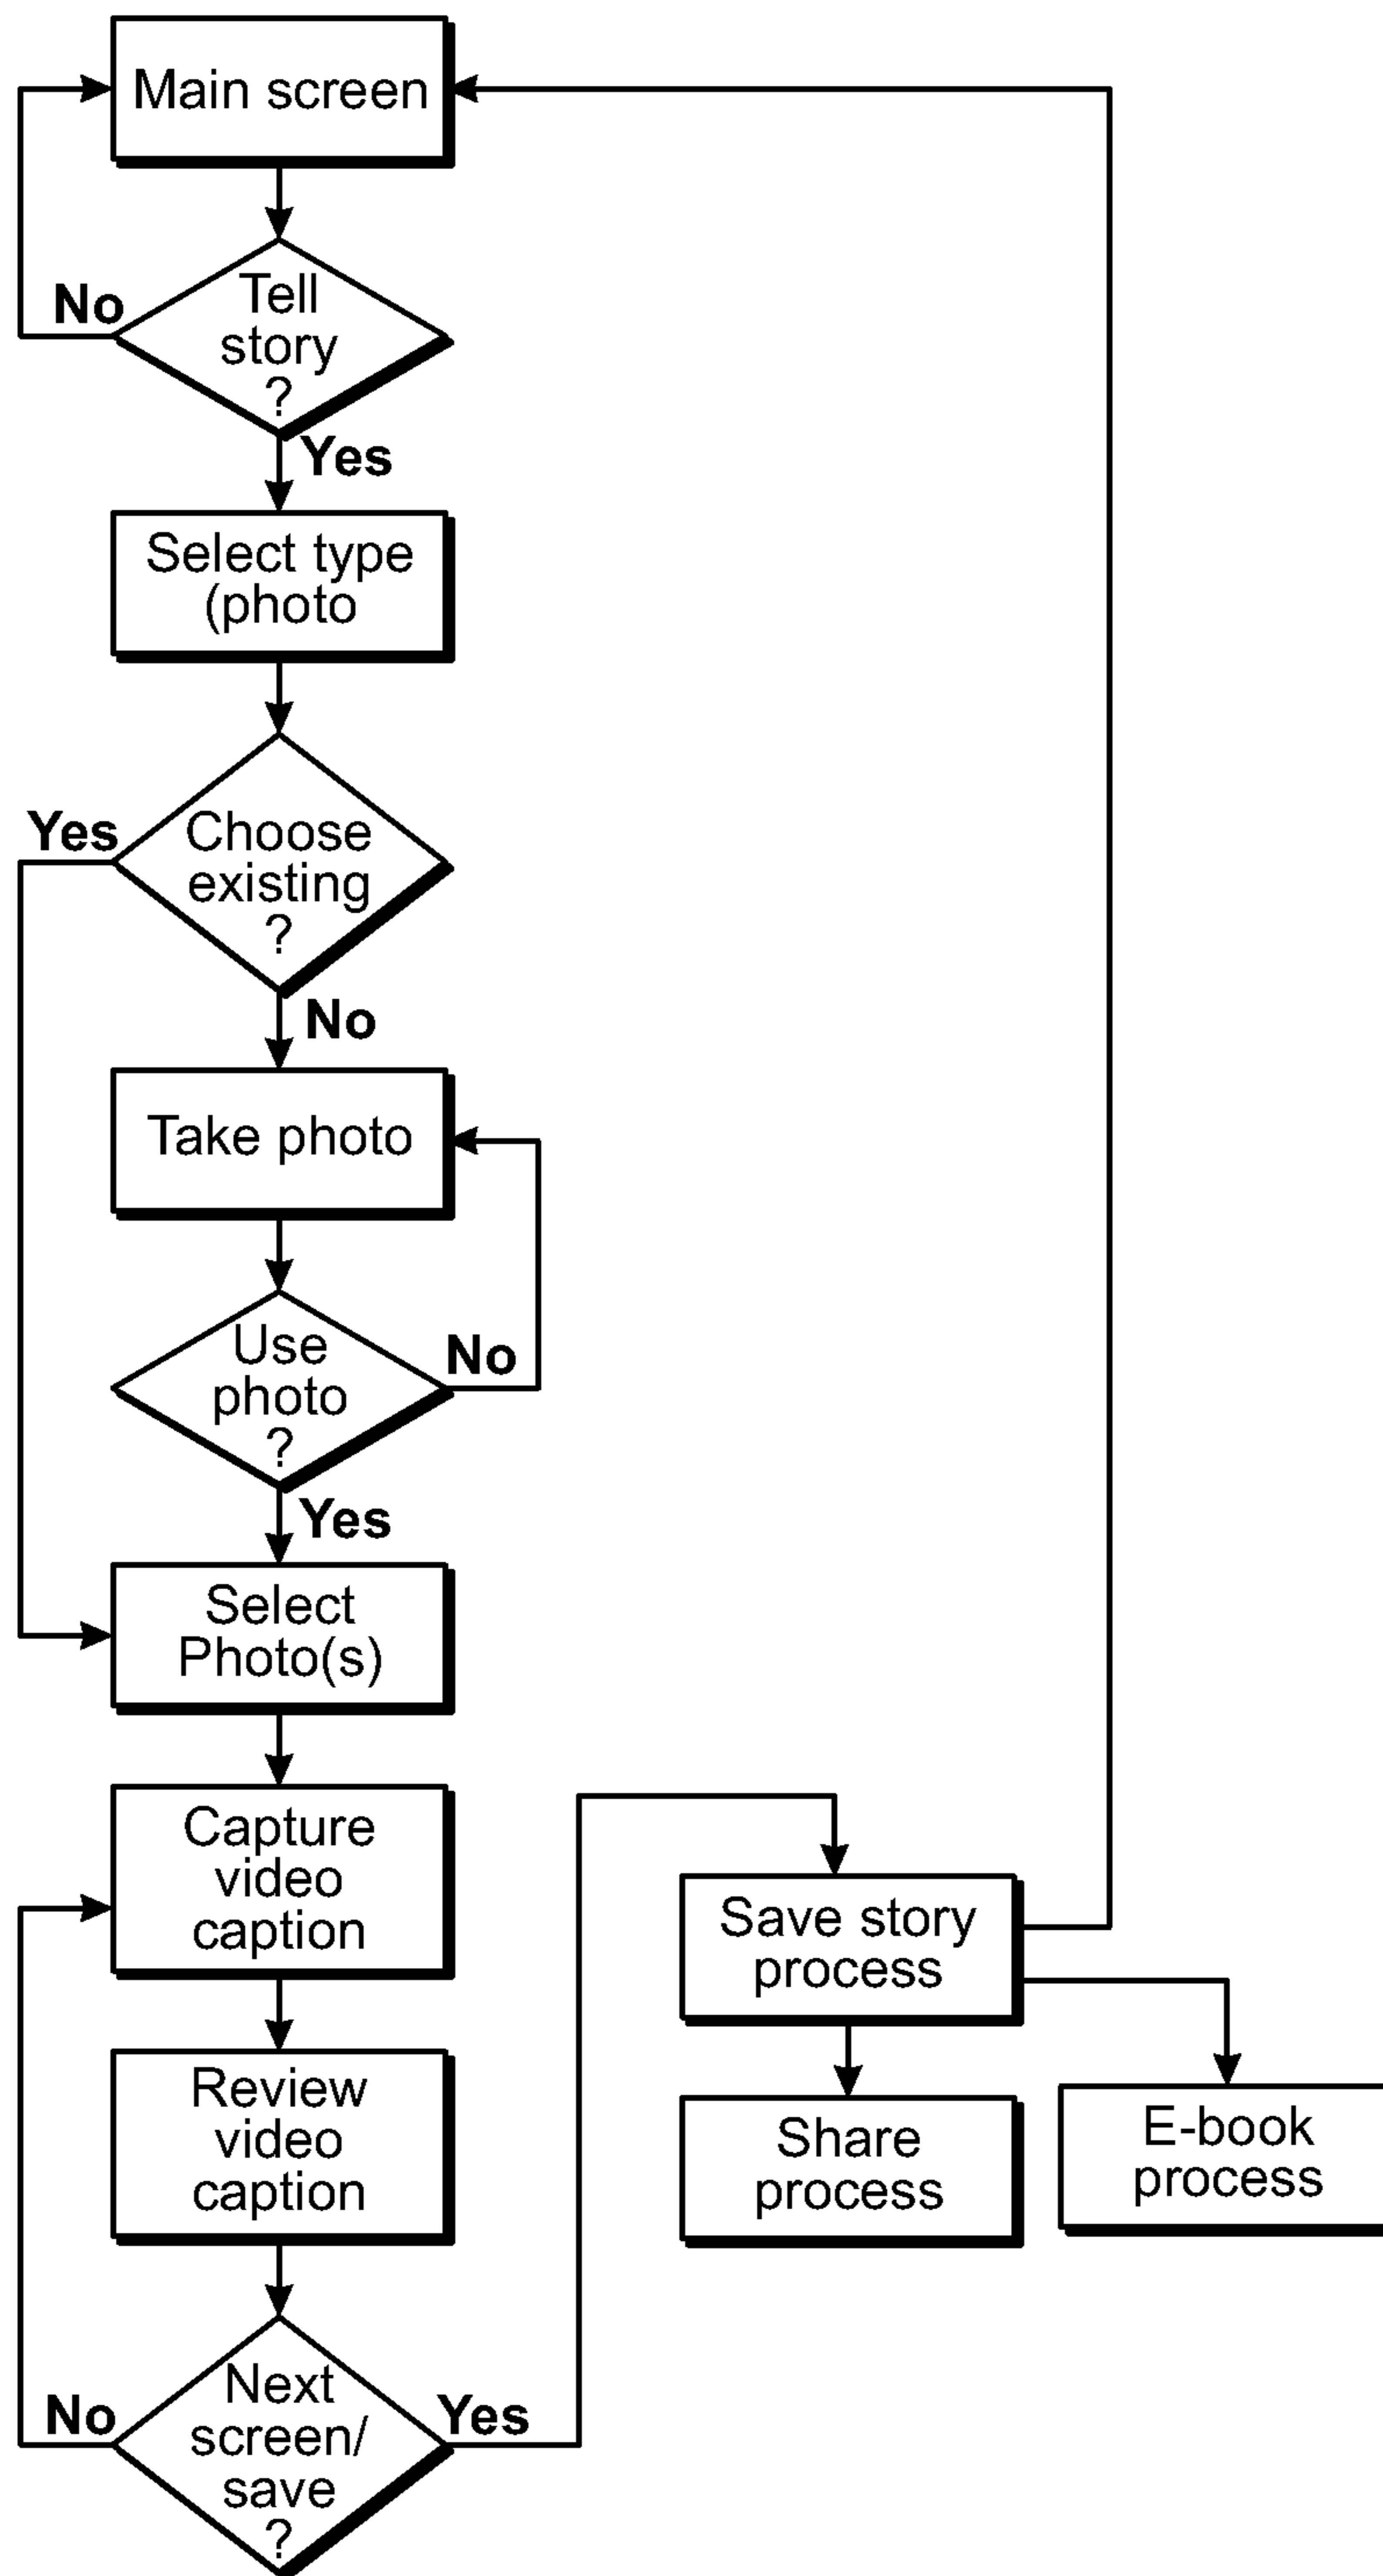 Main screen
No
Tell
story
?
Yes
Select type
(photo
Yes
Choose
existing
?
No
Take photo
Use
photo
?
No
Yes
Select
Photo(s)
Capture
video
caption
Review
video
caption
No
Next
screen/
save
?
Yes
Save story
process
Share
process
E-book
process